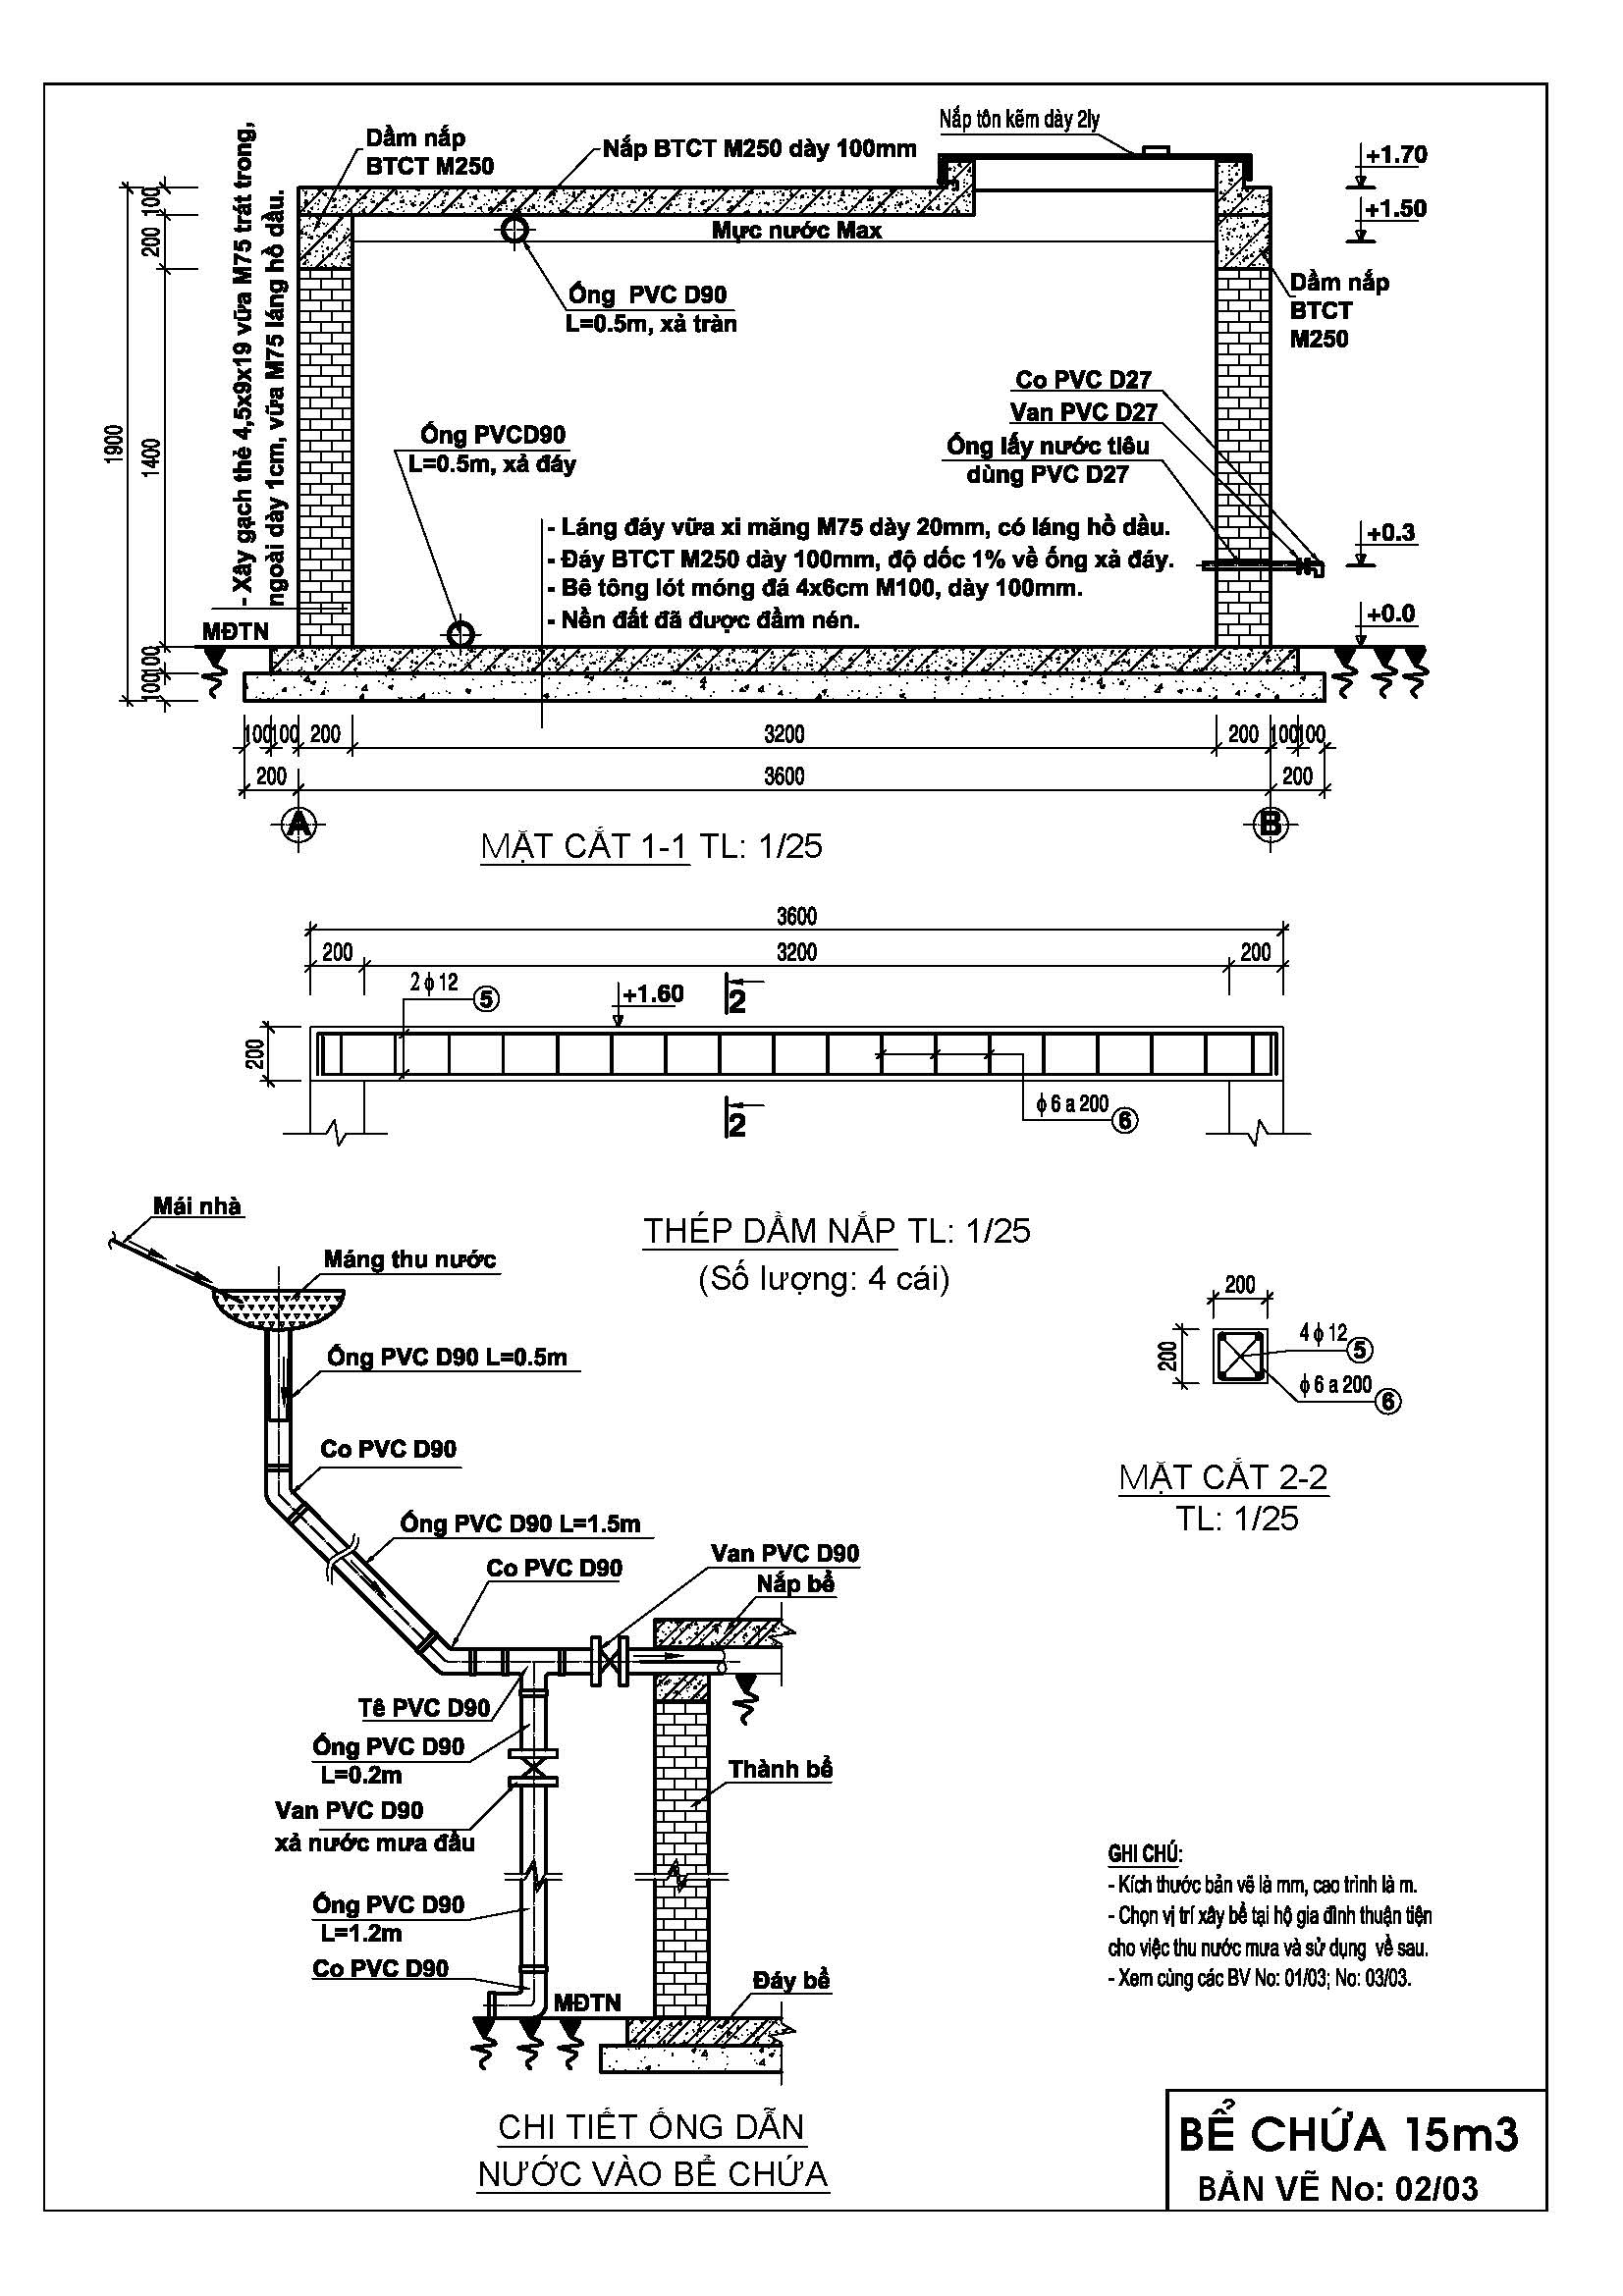 Nắp tôn kẽm dày 2ly
Dầm nắp
BTCT M250
Nắp BTCT M250 dày 100mm
+1.70
+1.50
Mực nước Max
- Xây gạch thẻ 4,5x9x19 vữa M75 trát trong,
ngoài dày 1cm, vữa M75 láng hồ dầu.
100
200
1400
1900
100
100
Ống PVC D90
L=0.5m, xả tràn
Dầm nắp
BTCT
M250
Co PVC D27
Van PVC D27
Ống lấy nước tiêu
dùng PVC D27
Ống PVCD90
L=0.5m, xả đáy
- Láng đáy vữa xi măng M75 dày 20mm, có láng hồ dầu.
- Đáy BTCT M250 dày 100mm, độ dốc 1% về ống xả đáy.
- Bê tông lót móng đá 4x6cm M100, dày 100mm.
- Nền đất đã được đầm nén.
+0.3
+0.0
MĐTN
100 100 200 3200 200 100 100
200 3600 200
A B
MẶT CẮT 1-1 TL: 1/25
3600
200 3200 200
2 ϕ 12 5
+1.60
2
200
ϕ 6 a 200 6
2
THÉP DẦM NẮP TL: 1/25
(Số lượng: 4 cái)
200
200
4 ϕ 12 5
ϕ 6 a 200 6
MẶT CẮT 2-2
TL: 1/25
Mái nhà
Máng thu nước
Ống PVC D90 L=0.5m
Co PVC D90
Ống PVC D90 L=1.5m
Co PVC D90
Van PVC D90
Nắp bể
Tê PVC D90
Ống PVC D90
L=0.2m
Van PVC D90
xả nước mưa đầu
Thành bể
Ống PVC D90
L=1.2m
Co PVC D90
MĐTN
Đáy bể
CHI TIẾT ỐNG DẪN
NƯỚC VÀO BỂ CHỨA
GHI CHÚ:
- Kích thước bản vẽ là mm, cao trình là m.
- Chọn vị trí xây bể tại hộ gia đình thuận tiện
cho việc thu nước mưa và sử dụng về sau.
- Xem cùng các BV No: 01/03; No: 03/03.
BỂ CHỨA 15m3
BẢN VẼ No: 02/03